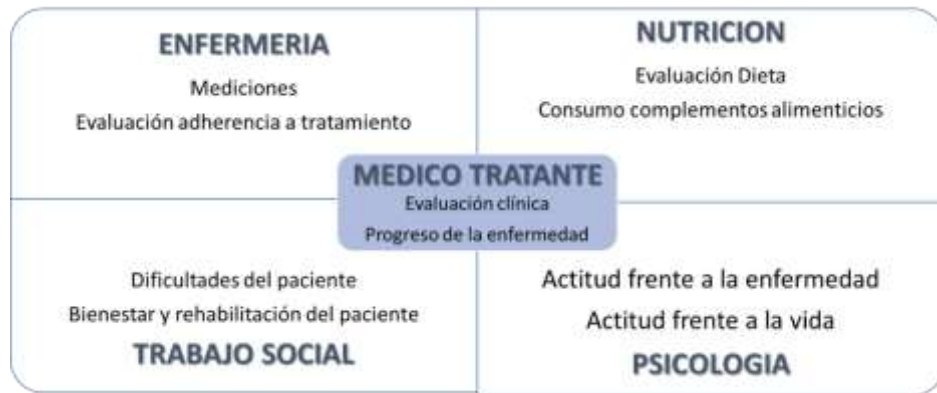 ENFERMERIA
Mediciones
Evaluación adherencia a tratamiento
NUTRICION
Evaluación Dieta
Consumo complementos alimenticios
MEDICO TRATANTE
Evaluación clínica
Progreso de la enfermedad
Dificultades del paciente
Bienestar y rehabilitación del paciente
TRABAJO SOCIAL
Actitud frente a la enfermedad
Actitud frente a la vida
PSICOLOGIA